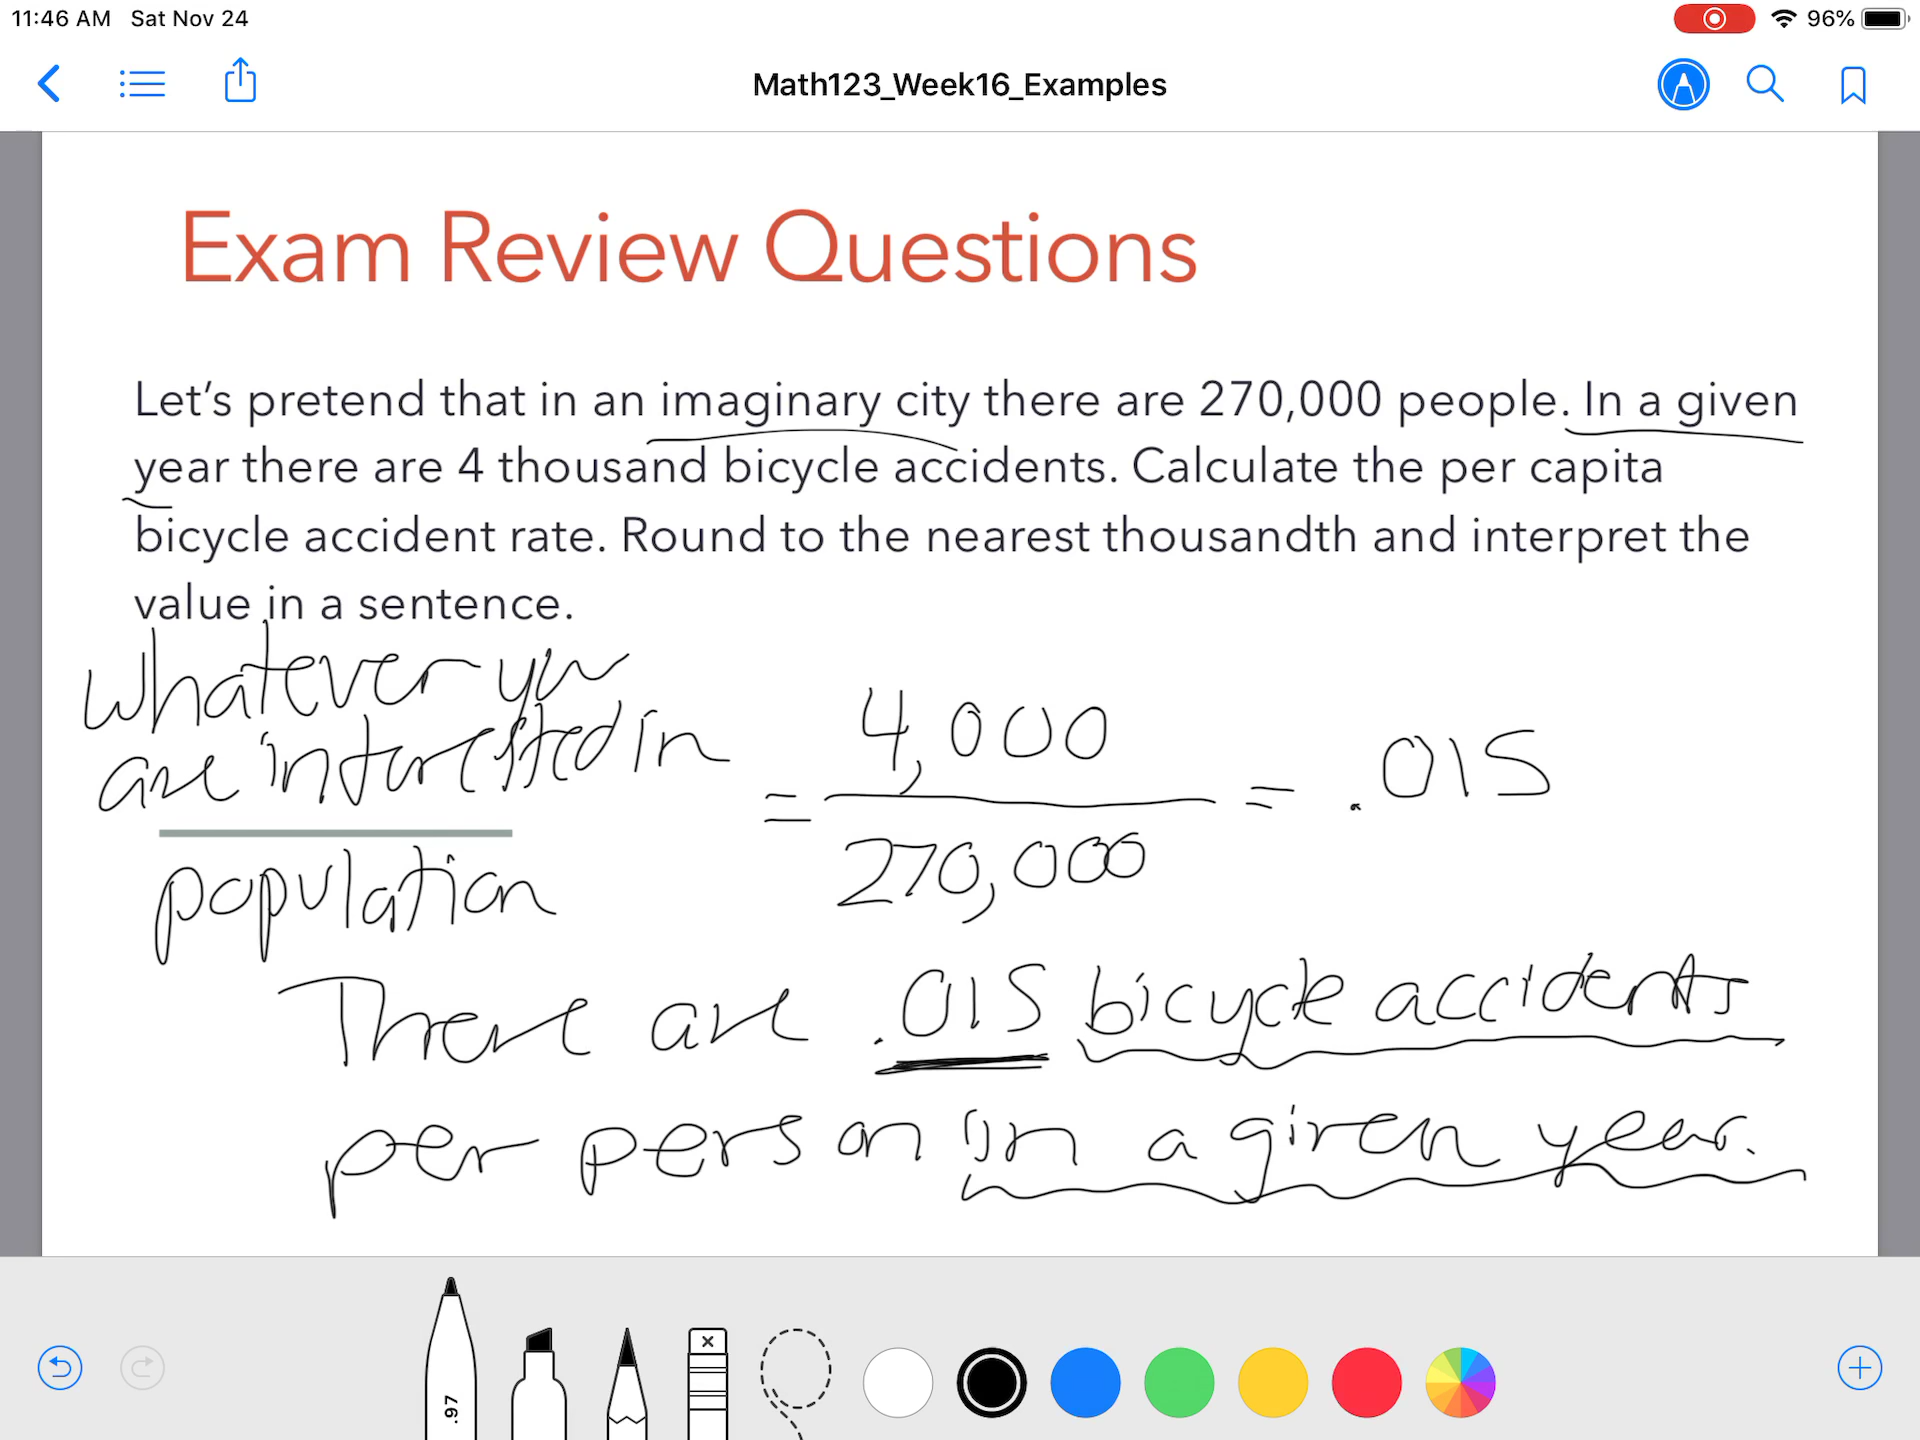 11:46 AM Sat Nov 24
96%
Math123_Week16_Examples
Exam Review Questions
Let's pretend that in an imaginary city there are 270,000 people. In a given
year there are 4 thousand bicycle accidents. Calculate the per capita
bicycle accident rate. Round to the nearest thousandth and interpret the
value in a sentence.
Whatever you
are interested in
population
= 4,000
270,000
= .015
There are .015 bicycle accidents
per person in a given year.
.97